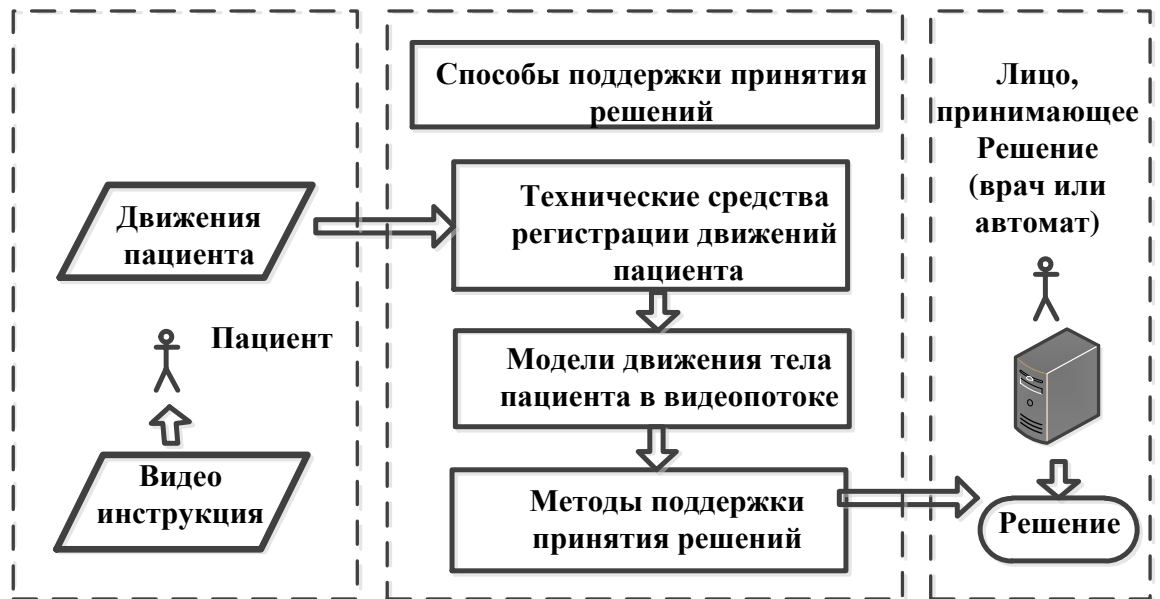 Движения
пациента
Пациент
Видео
инструкция
Способы поддержки принятия
решений
Технические средства
регистрации движений
пациента
Модели движения тела
пациента в видеопотоке
Методы поддержки
принятия решений
Лицо,
принимающее
Решение
(врач или
автомат)
Решение